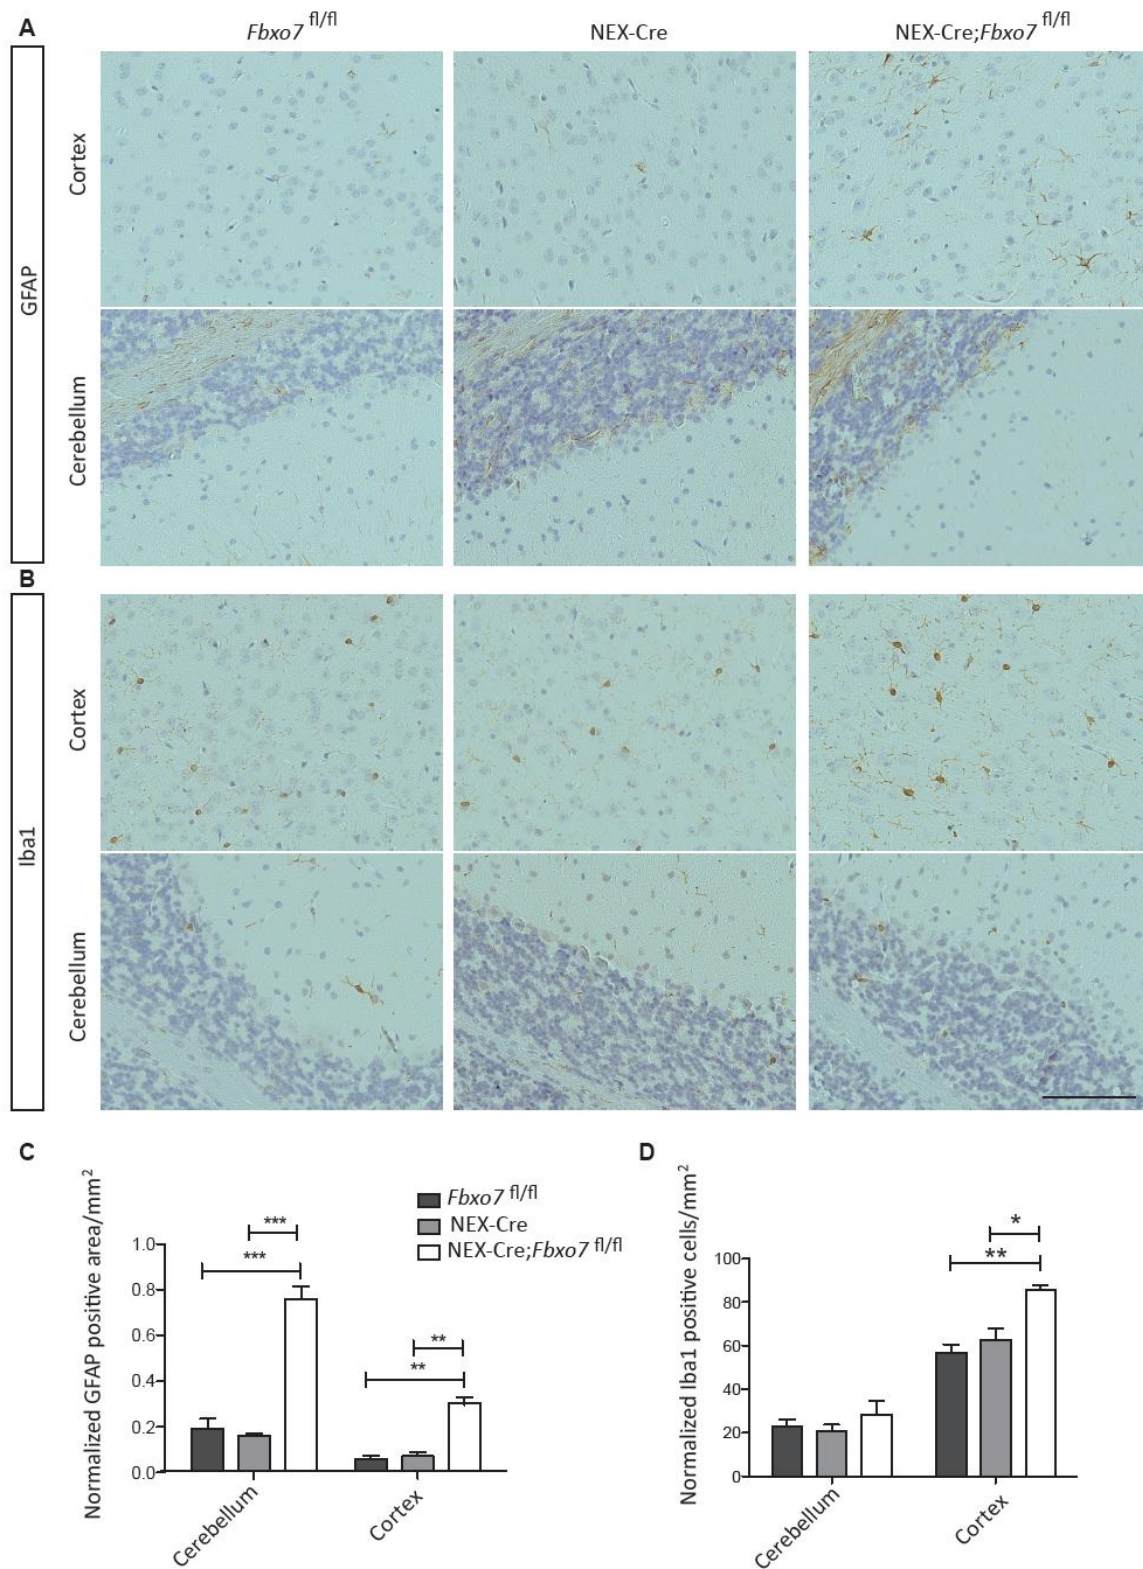 A
Fbxo7 fl/fl
NEX-Cre
NEX-Cre;Fbxo7 fl/fl
GFAP
Cortex
Cerebellum
B
Iba1
Cortex
Cerebellum
C
Normalized GFAP positive area/mm²
Fbxo7 fl/fl
NEX-Cre
NEX-Cre;Fbxo7 fl/fl
1.0
0.8
0.6
0.4
0.2
0.0
***
***
**
**
Cerebellum
Cortex
D
Normalized Iba1 positive cells/mm²
100
80
60
40
20
0
*
**
Cerebellum
Cortex